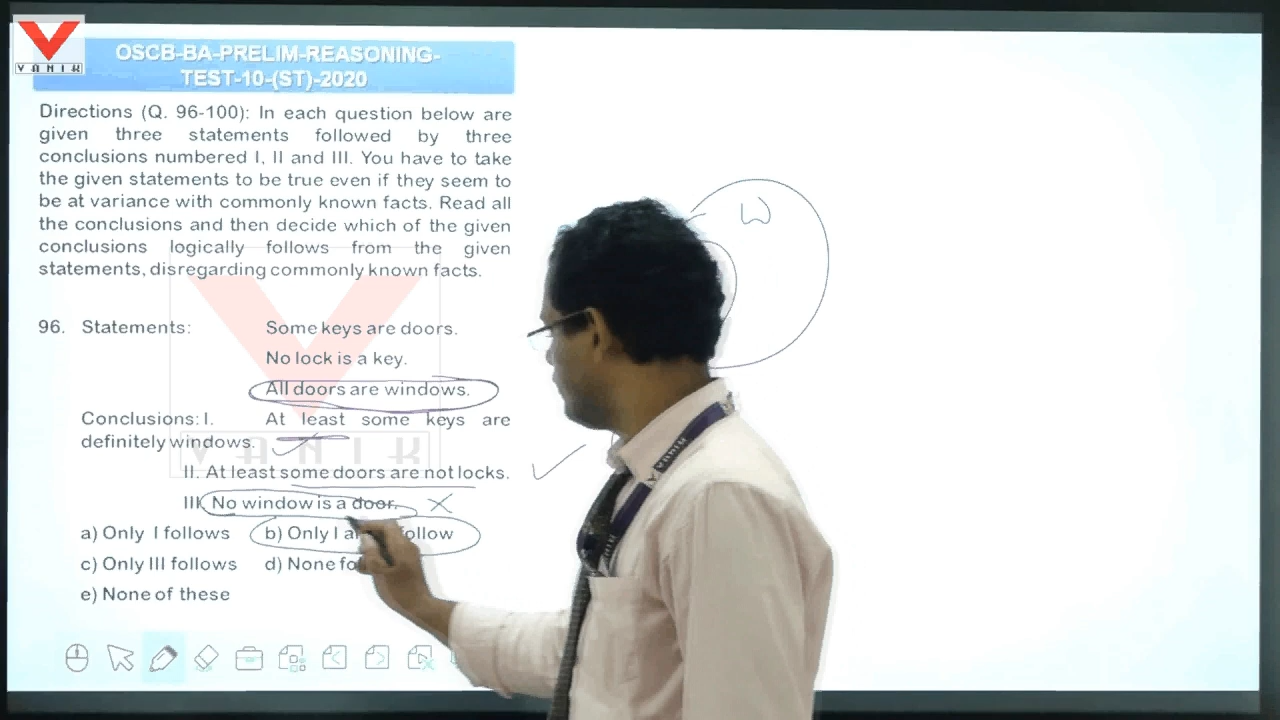 VANIK
OSCB-BA-PRELIM-REASONING-
TEST-10-(ST)-2020
Directions (Q. 96-100): In each question below are
given three statements followed by three
conclusions numbered I, II and III. You have to take
the given statements to be true even if they seem to
be at variance with commonly known facts. Read all
the conclusions and then decide which of the given
conclusions logically follows from the given
statements, disregarding commonly known facts.
W
96. Statements: Some keys are doors.
No lock is a key.
All doors are windows.
Conclusions: I. At least some keys are
definitely windows.
VANIK
II. At least some doors are not locks.
III. No window is a door.
a) Only I follows b) Only I follow
c) Only III follows d) None
e) None of these
VANIK